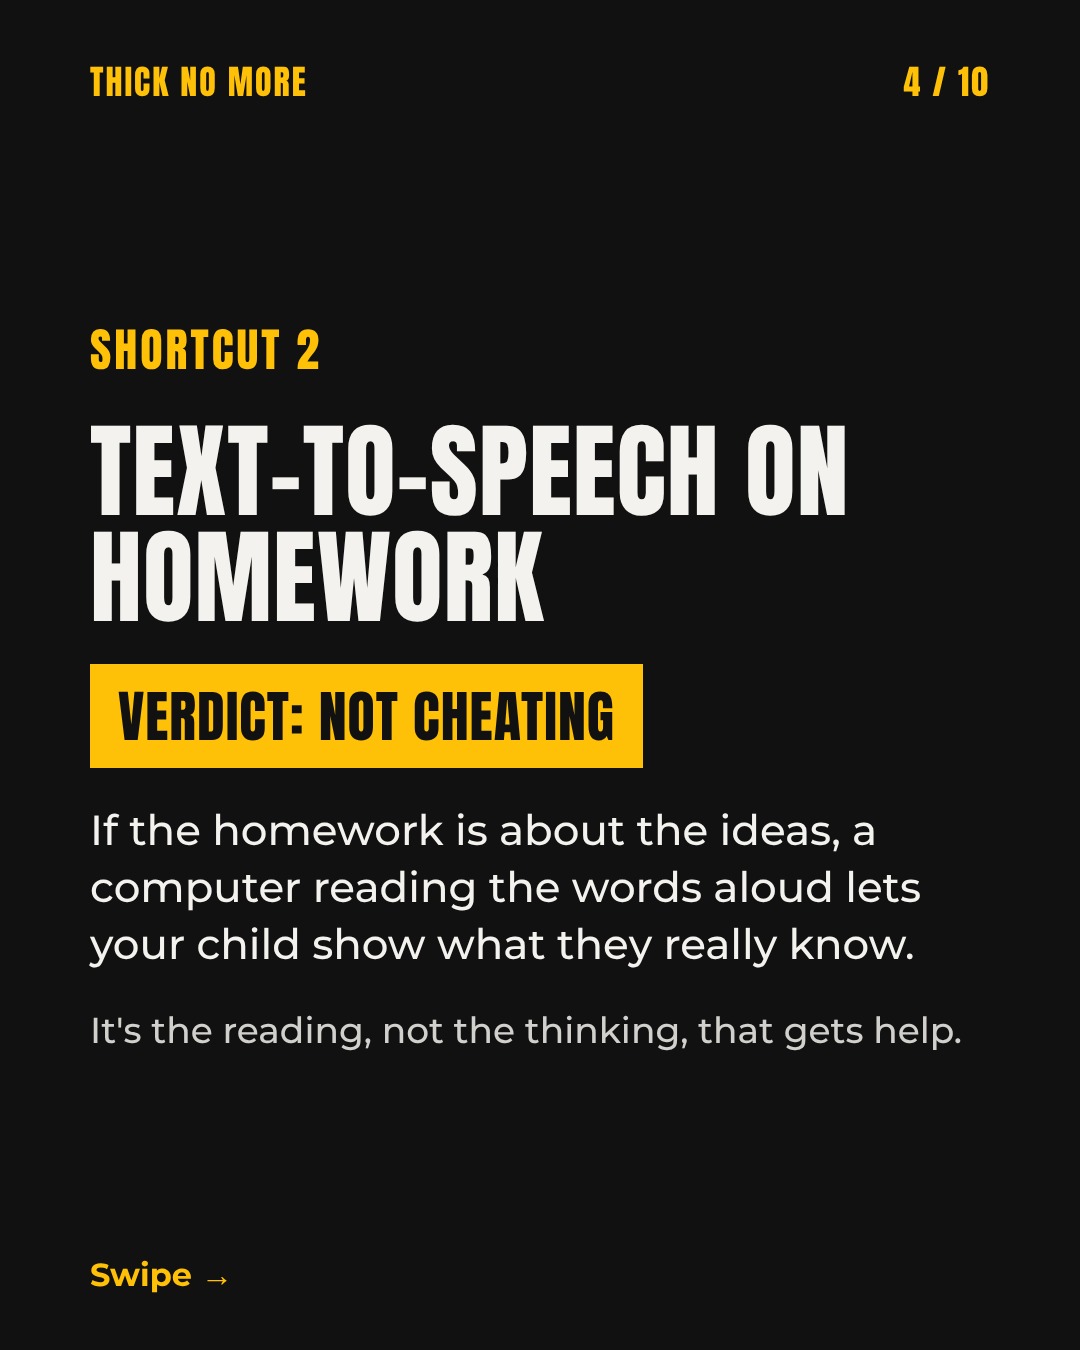 THICK NO MORE
4 / 10
SHORTCUT 2
TEXT-TO-SPEECH ON
HOMEWORK
VERDICT: NOT CHEATING
If the homework is about the ideas, a
computer reading the words aloud lets
your child show what they really know.
It's the reading, not the thinking, that gets help.
Swipe →